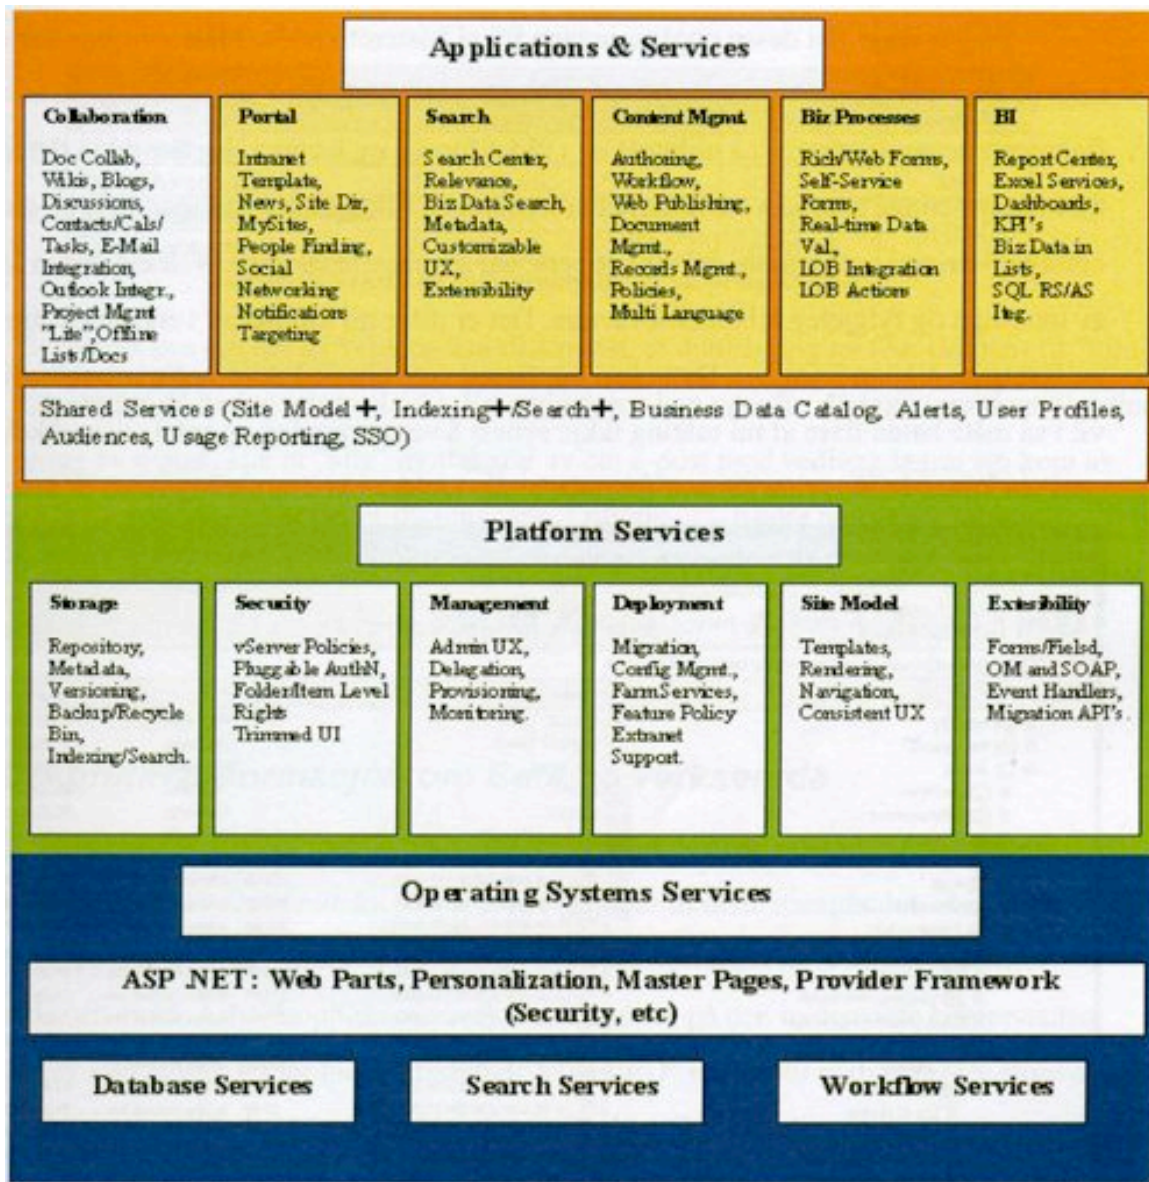 Applications & Services
Collaboration
Doc Collab,
Wikis, Blogs,
Discussions,
Contacts/Cals/
Tasks, E-Mail
Integration,
Outlook Integr.,
Project Mgmt
"Lite",Offline
Lists/Docs
Portal
Intranet
Template,
News, Site Dir,
MySites,
People Finding,
Social
Networking
Notifications
Targeting
Search
Search Center,
Relevance,
Biz Data Search,
Metadata,
Customizable
UX,
Extensibility
Content Mgmt.
Authoring,
Workflow,
Web Publishing,
Document
Mgmt.,
Records Mgmt.,
Policies,
Multi Language
Biz Processes
Rich/Web Forms,
Self-Service
Forms,
Real-time Data
Val.,
LOB Integration
LOB Actions
BI
Report Center,
Excel Services,
Dashboards,
KPI's
Biz Data in
Lists,
SQL RS/AS
Iteg.
Shared Services (Site Model+, Indexing+/Search+, Business Data Catalog, Alerts, User Profiles,
Audiences, Usage Reporting, SSO)
Platform Services
Storage
Repository,
Metadata,
Versioning,
Backup/Recycle
Bin,
Indexing/Search.
Security
vServer Policies,
Pluggable AuthN,
Folder/Item Level
Rights
Trimmed UI
Management
Admin UX,
Delegation,
Provisioning,
Monitoring.
Deployment
Migration,
Config Mgmt.,
FarmServices,
Feature Policy
Extranet
Support.
Site Model
Templates,
Rendering,
Navigation,
Consistent UX
Extesibility
Forms/Fielsd,
OM and SOAP,
Event Handlers,
Migration API's.
Operating Systems Services
ASP .NET: Web Parts, Personalization, Master Pages, Provider Framework
(Security, etc)
Database Services
Search Services
Workflow Services